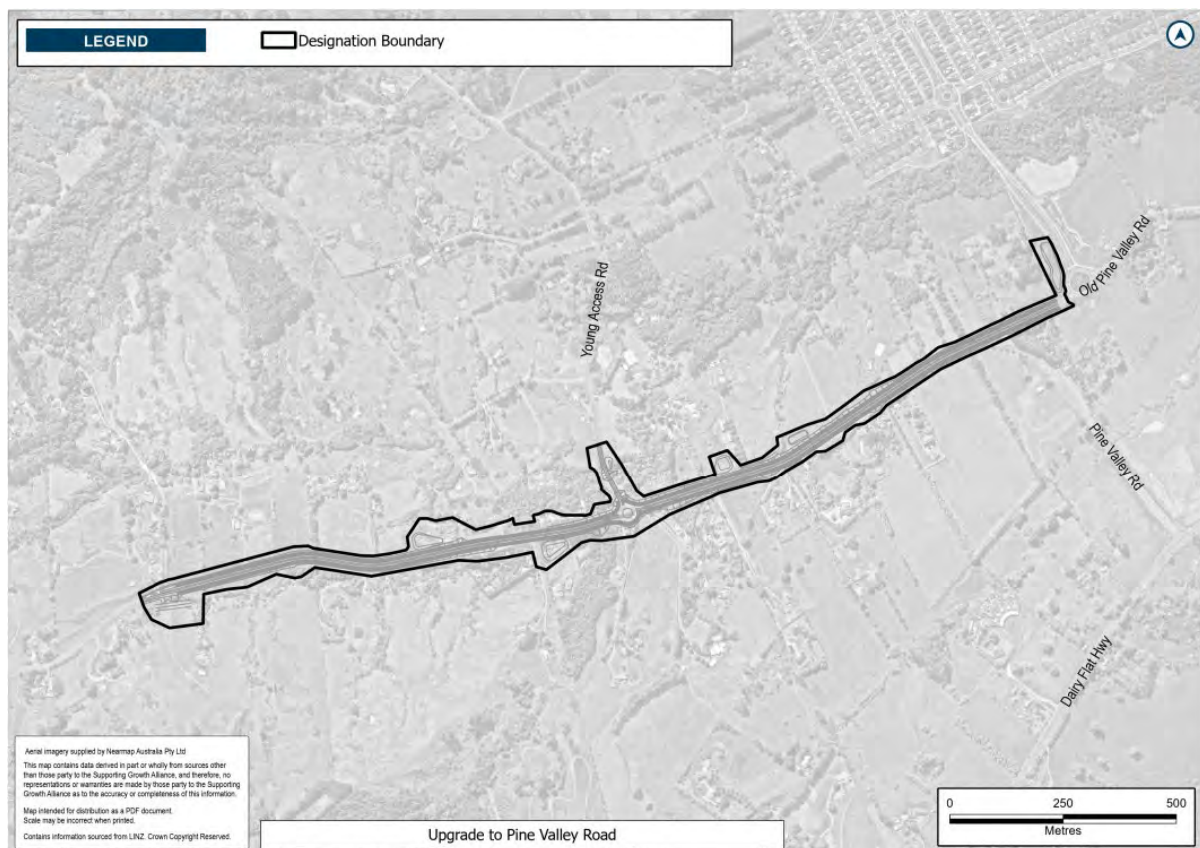 LEGEND
Designation Boundary
Old Pine Valley Rd
Young Access Rd
Pine Valley Rd
Dairy Flat Hwy
Aerial imagery supplied by Nearmap Australia Pty Ltd
This map contains data derived in part or wholly from sources other
than those party to the Supporting Growth Alliance, and therefore, no
representations or warranties are made by those party to the Supporting
Growth Alliance as to the accuracy or completeness of this information.
Map intended for distribution as a PDF document.
Scale may be incorrect when printed.
Contains information sourced from LINZ. Crown Copyright Reserved.
Upgrade to Pine Valley Road
0 250 500
Metres